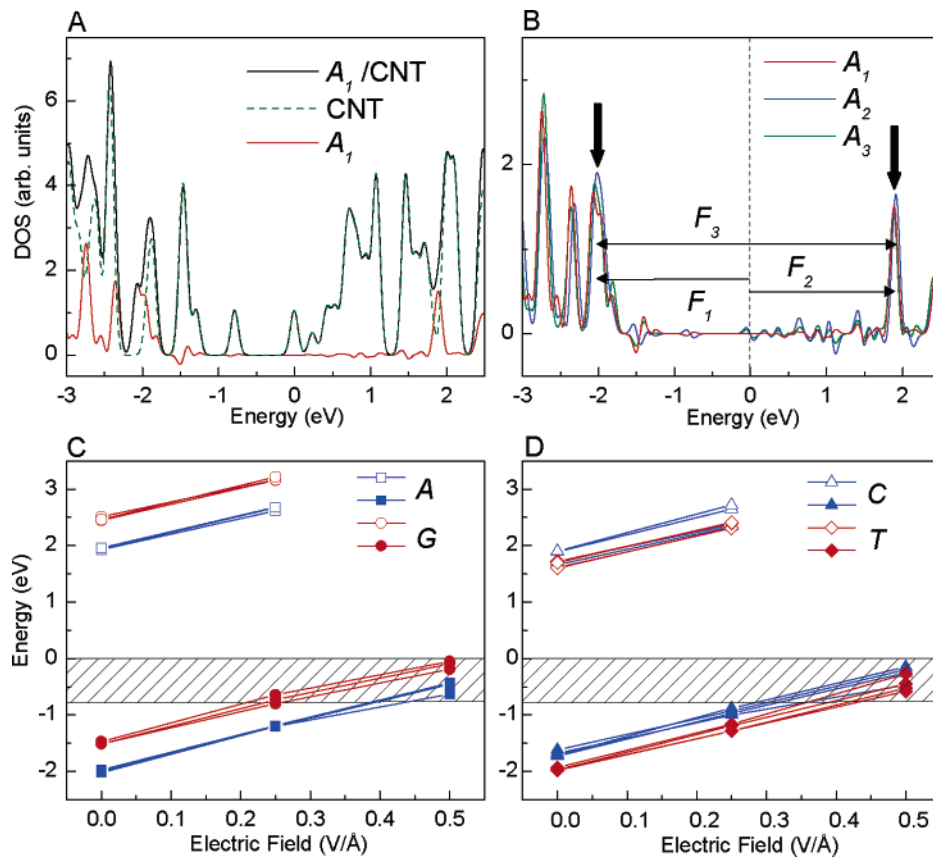 A
A₁ /CNT
CNT
A₁
DOS (arb. units)
6
4
2
0
-3 -2 -1 0 1 2
Energy (eV)
B
A₁
A₂
A₃
F₃
F₂
F₁
2
0
-3 -2 -1 0 1 2
Energy (eV)
C
A
G
Energy (eV)
3
2
1
0
-1
-2
0.0 0.1 0.2 0.3 0.4 0.5
Electric Field (V/Å)
D
C
T
3
2
1
0
-1
-2
0.0 0.1 0.2 0.3 0.4 0.5
Electric Field (V/Å)